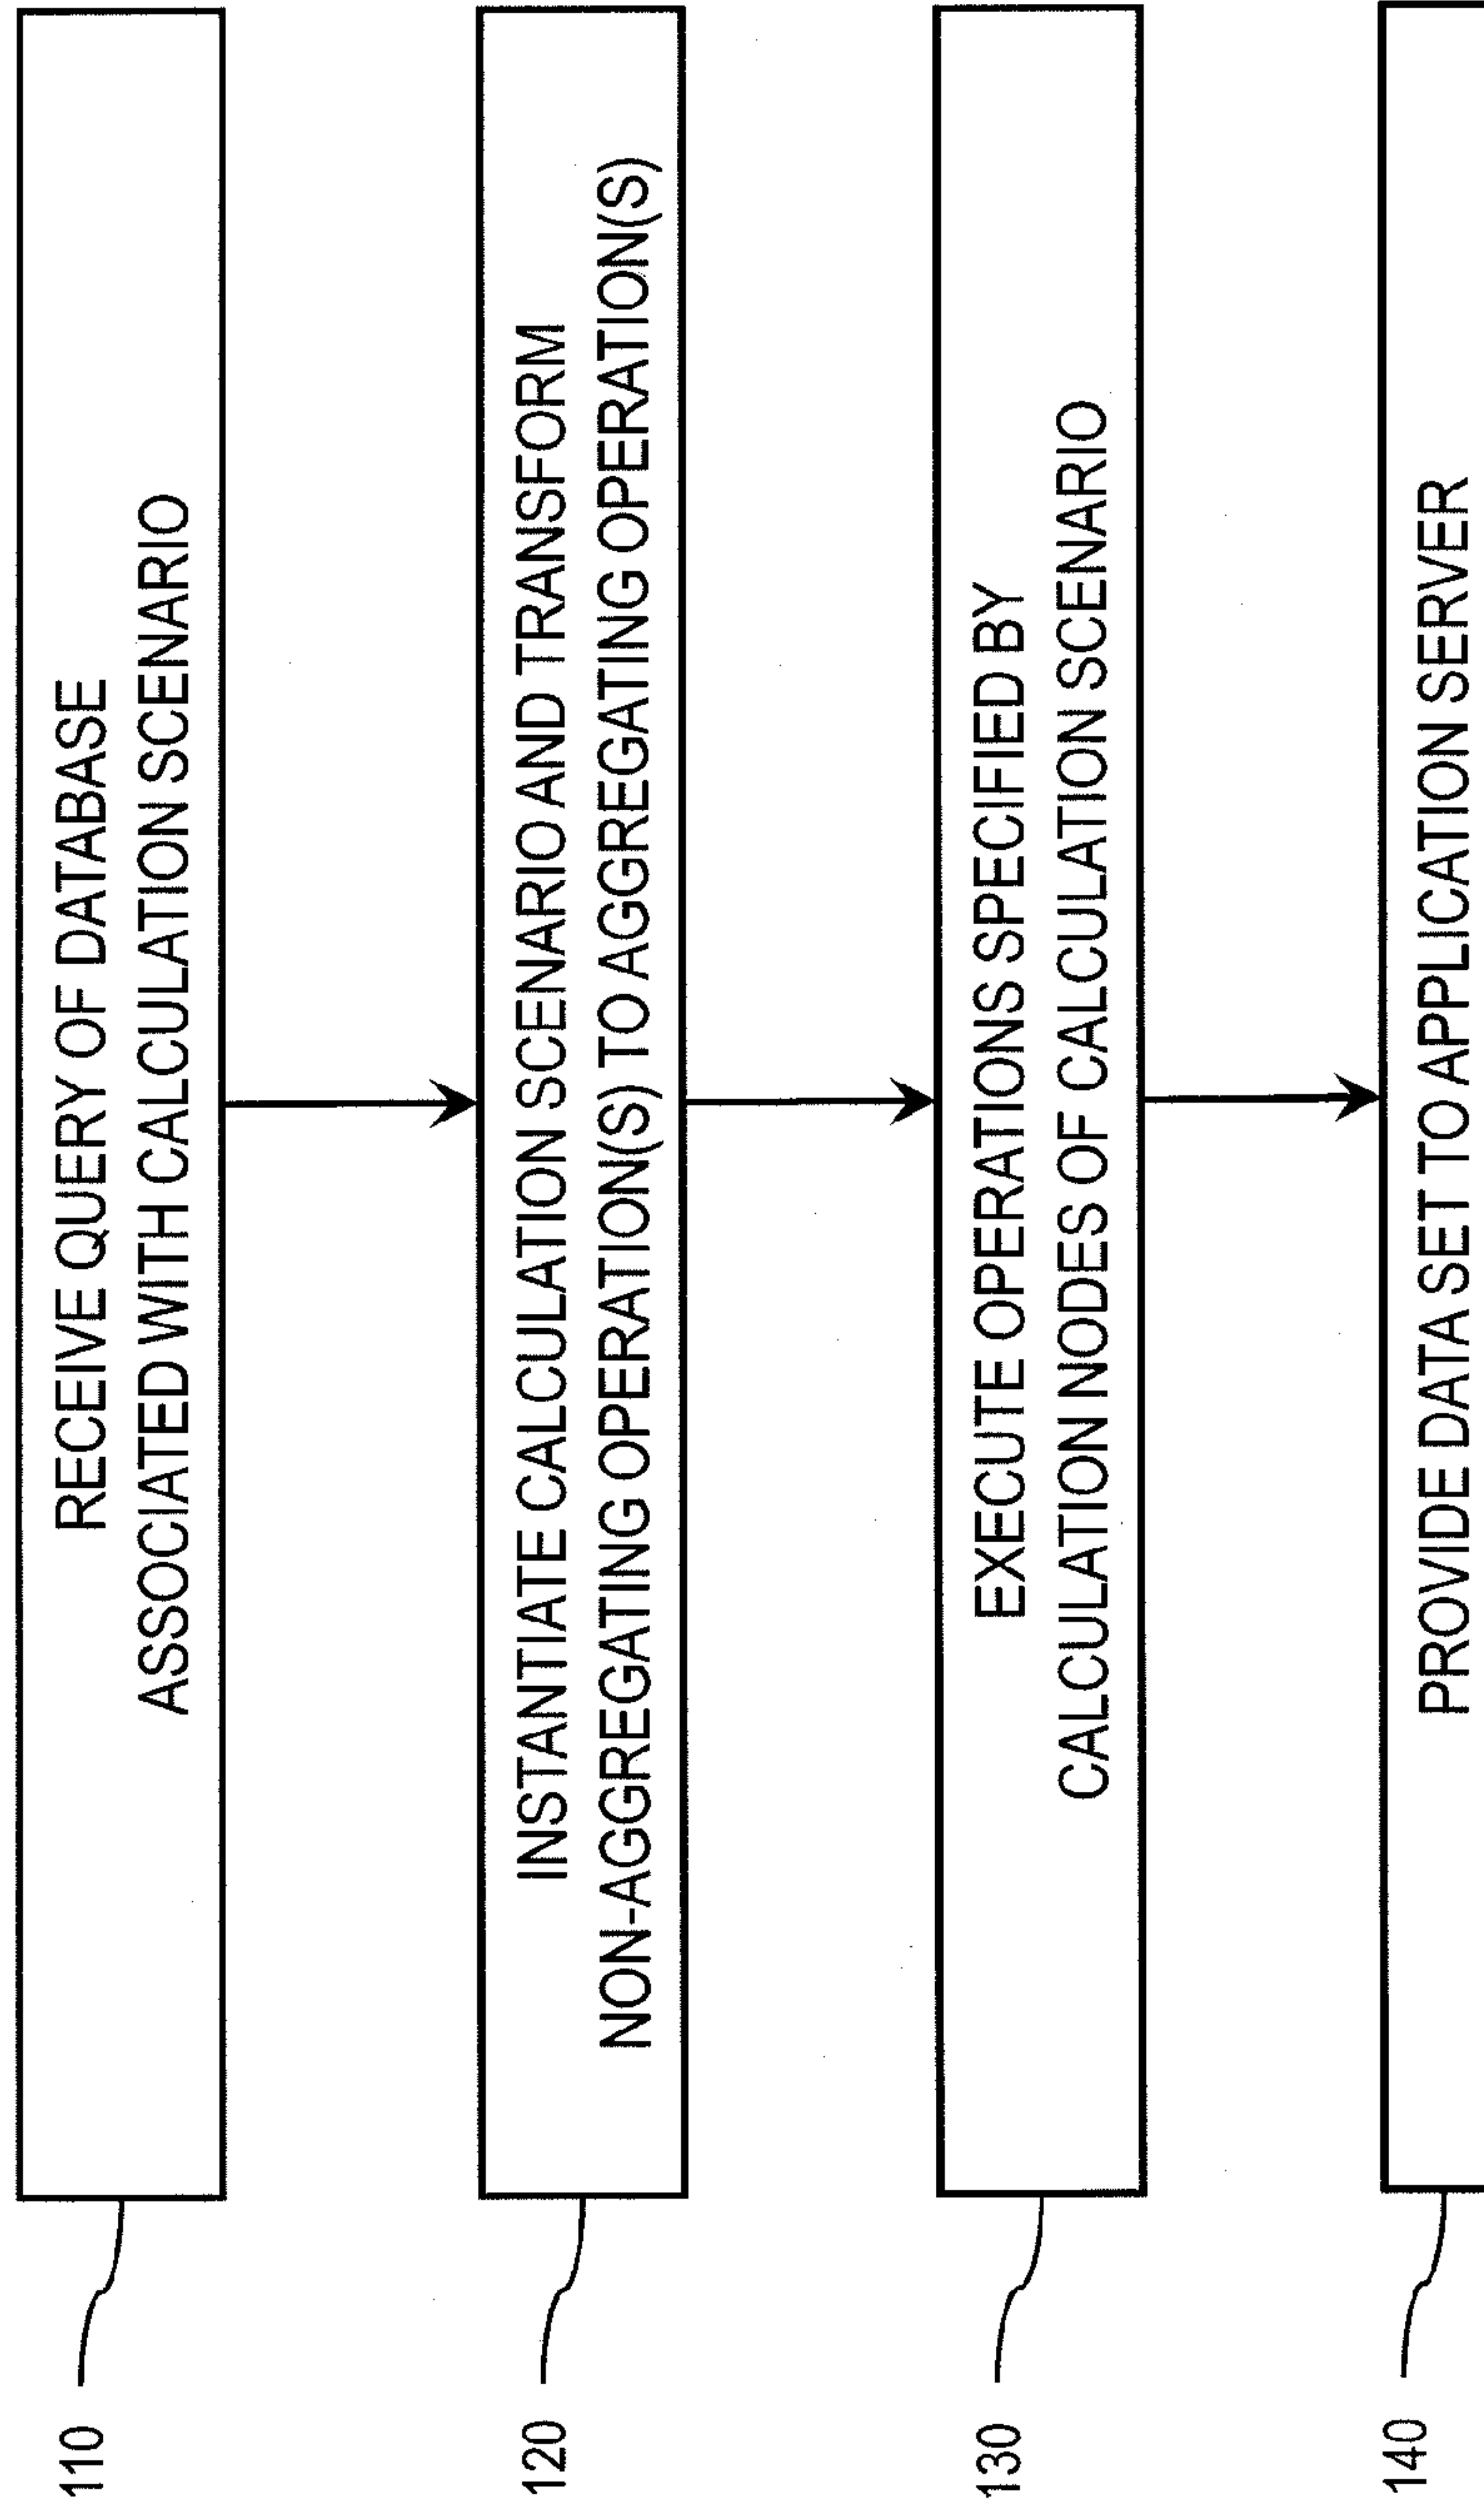 110
RECEIVE QUERY OF DATABASE
ASSOCIATED WITH CALCULATION SCENARIO
120
INSTANTIATE CALCULATION SCENARIO AND TRANSFORM
NON-AGGREGATING OPERATION(S) TO AGGREGATING OPERATION(S)
130
EXECUTE OPERATIONS SPECIFIED BY
CALCULATION NODES OF CALCULATION SCENARIO
140
PROVIDE DATA SET TO APPLICATION SERVER